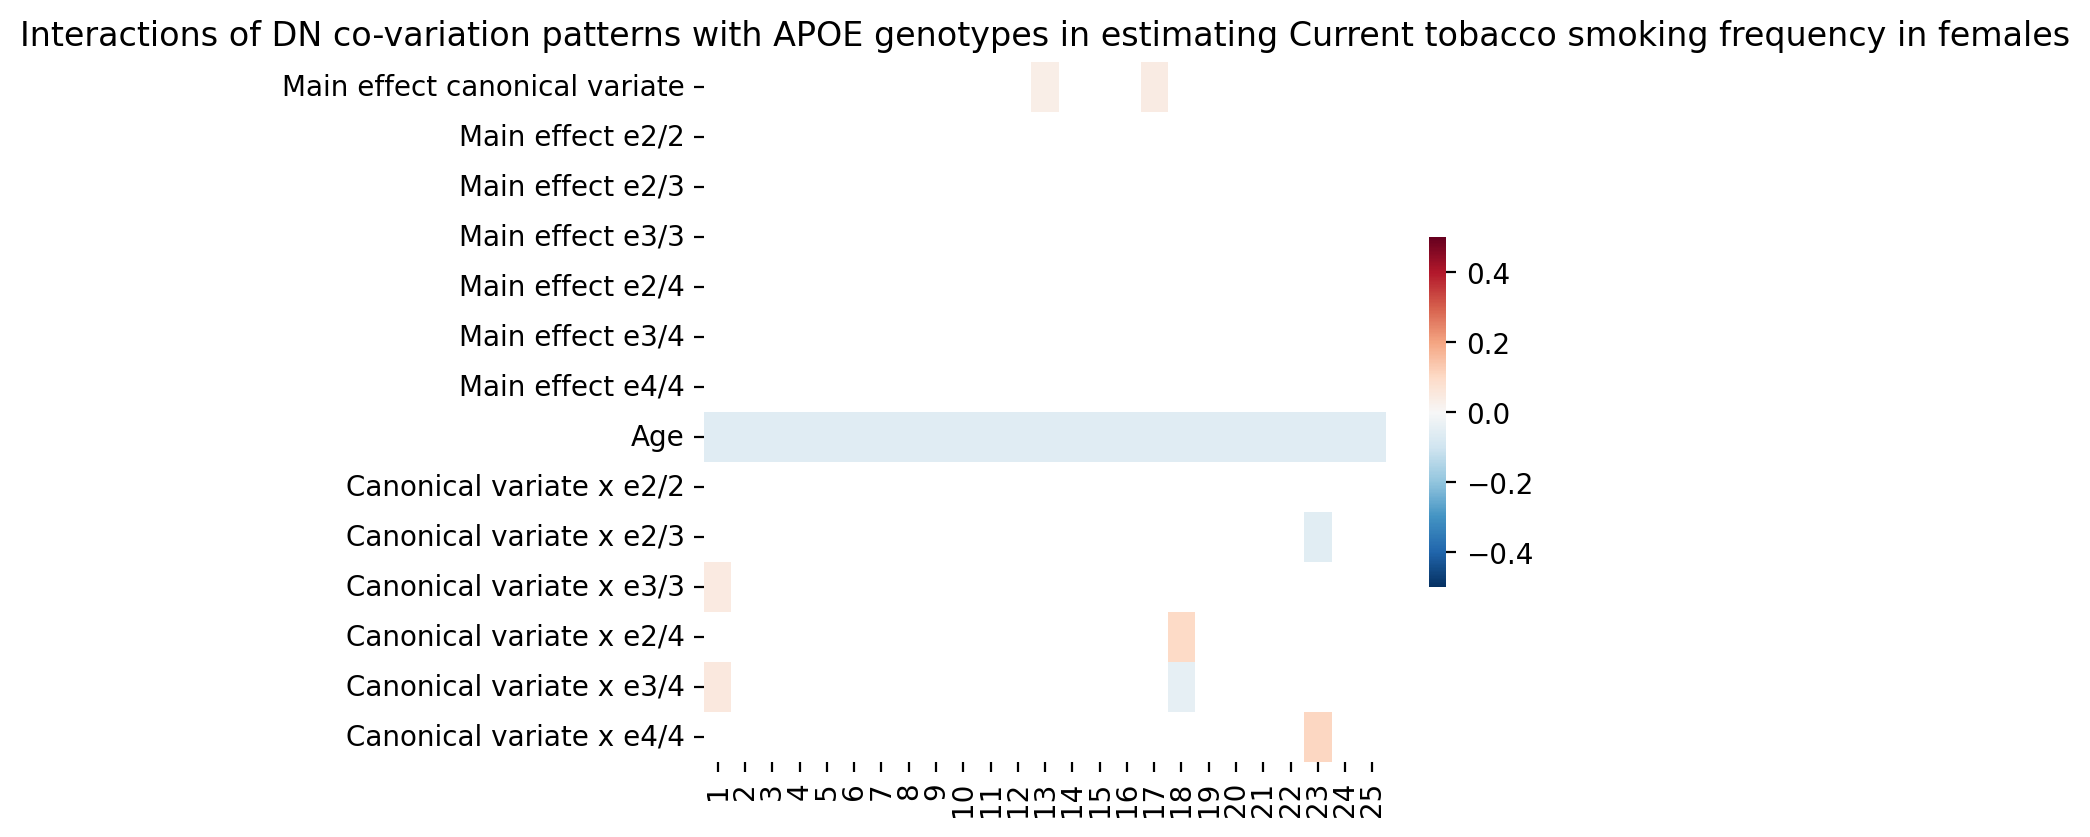 Interactions of DN co-variation patterns with APOE genotypes in estimating Current tobacco smoking frequency in females
Main effect canonical variate
Main effect e2/2
Main effect e2/3
Main effect e3/3
Main effect e2/4
Main effect e3/4
Main effect e4/4
Age
Canonical variate x e2/2
Canonical variate x e2/3
Canonical variate x e3/3
Canonical variate x e2/4
Canonical variate x e3/4
Canonical variate x e4/4
1 2 3 4 5 6 7 8 9 10 11 12 13 14 15 16 17 18 19 20 21 22 23 24 25
0.4
0.2
0.0
−0.2
−0.4